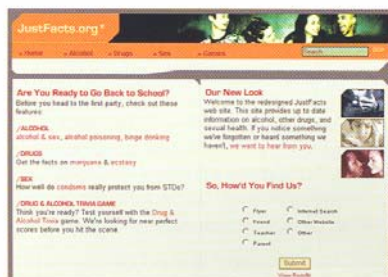 JustFacts.org
Home
Alcohol
Drugs
Sex
Games
Search
Are You Ready to Go Back to School?
Before you head to the first party, check out these
features:
/ALCOHOL
alcohol & sex, alcohol poisoning, binge drinking
/DRUGS
Get the facts on marijuana & ecstasy
/SEX
How well do condoms really protect you from STDs?
/DRUG & ALCOHOL TRIVIA GAME
Think you're ready? Test yourself with the Drug &
Alcohol Trivia game. We're looking for near perfect
scores before you hit the scene.
Our New Look
Welcome to the redesigned JustFacts
web site. This site provides up to date
information on alcohol, other drugs, and
sexual health. If you notice something
we've forgotten or heard something we
haven't, we want to hear from you.
So, How'd You Find Us?
Flyer
Internet Search
Friend
Other Website
Teacher
Other
Parent
Submit
View Results